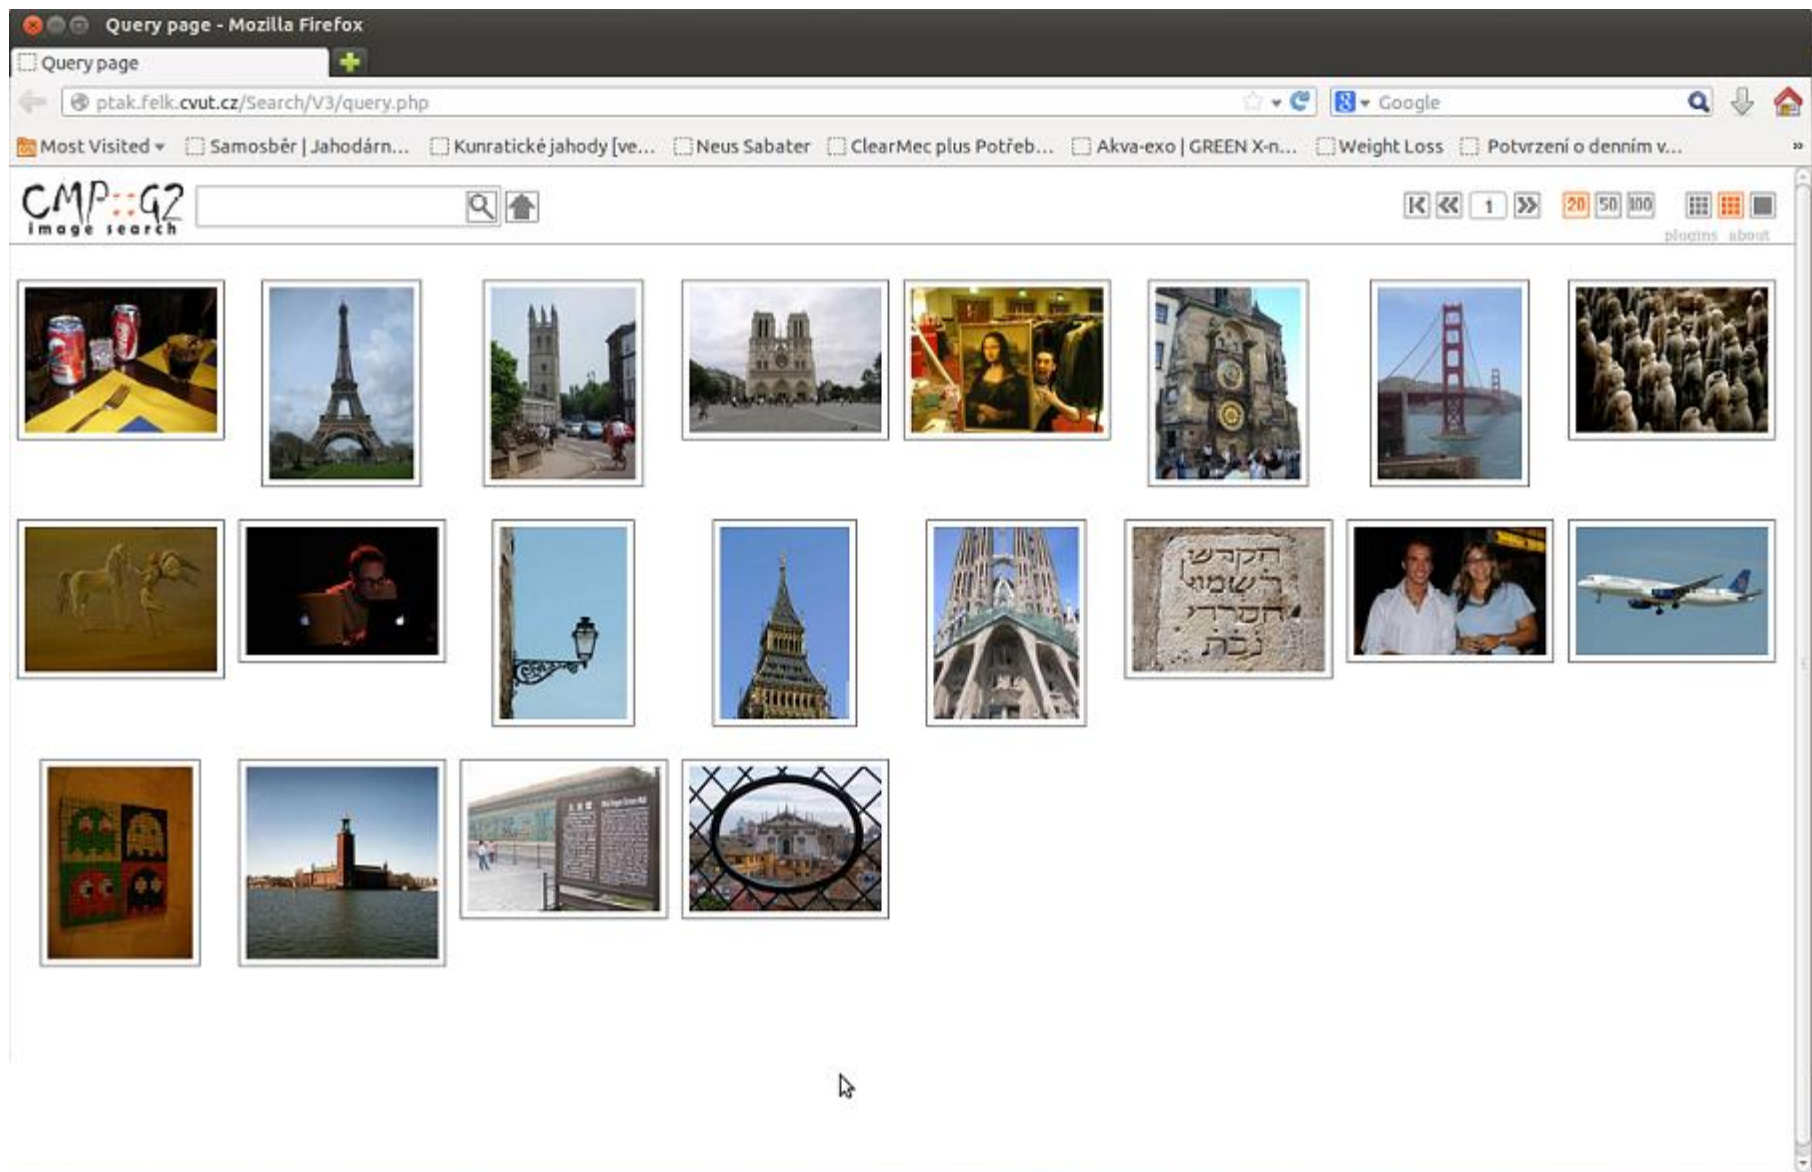 Query page - Mozilla Firefox
Query page
ptak.felk.cvut.cz/Search/V3/query.php
Google
Most Visited
Samosběr | Jahodárn...
Kunratické jahody [ve...
Neus Sabater
ClearMec plus Potřeb...
Akva-exo | GREEN X-n...
Weight Loss
Potvrzení o denním v...
»
CMP::G2
image search
1
20
50
100
plugins about
הקדש